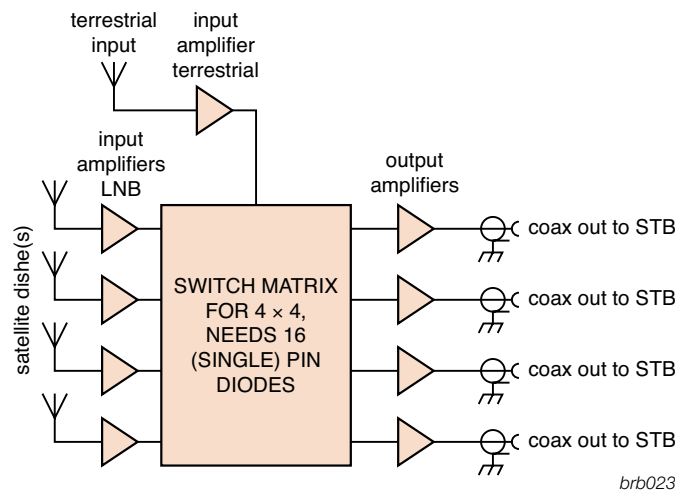 terrestrial
input
input
amplifier
terrestrial
input
amplifiers
LNB
output
amplifiers
satellite dishe(s)
SWITCH MATRIX
FOR 4 × 4,
NEEDS 16
(SINGLE) PIN
DIODES
coax out to STB
coax out to STB
coax out to STB
coax out to STB
brb023